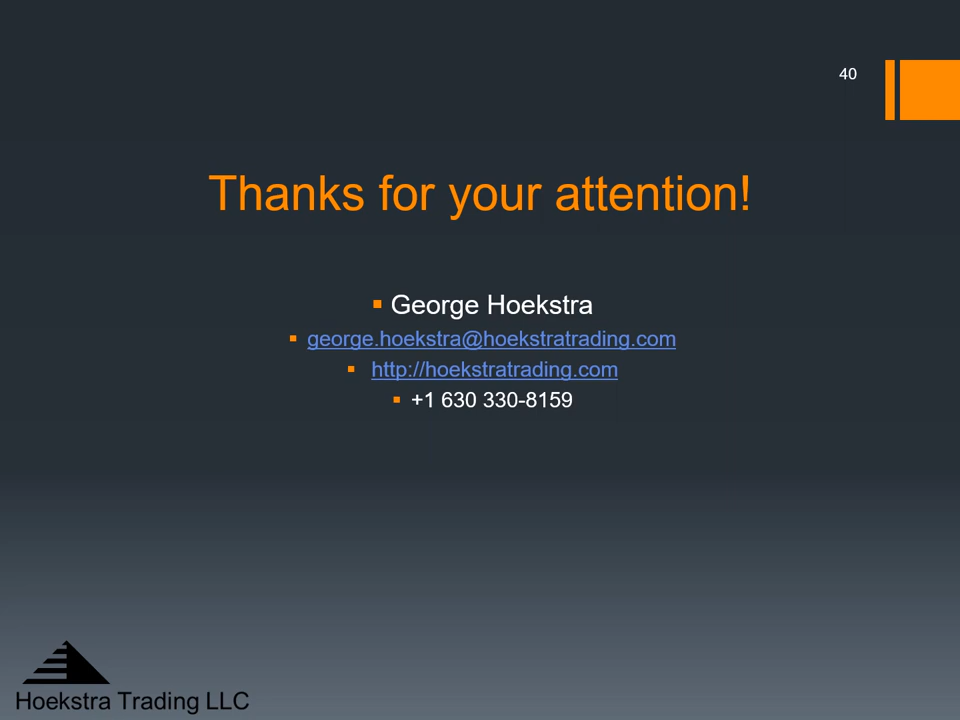 40
Thanks for your attention!
George Hoekstra
george.hoekstra@hoekstratrading.com
http://hoekstratrading.com
+1 630 330-8159
Hoekstra Trading LLC